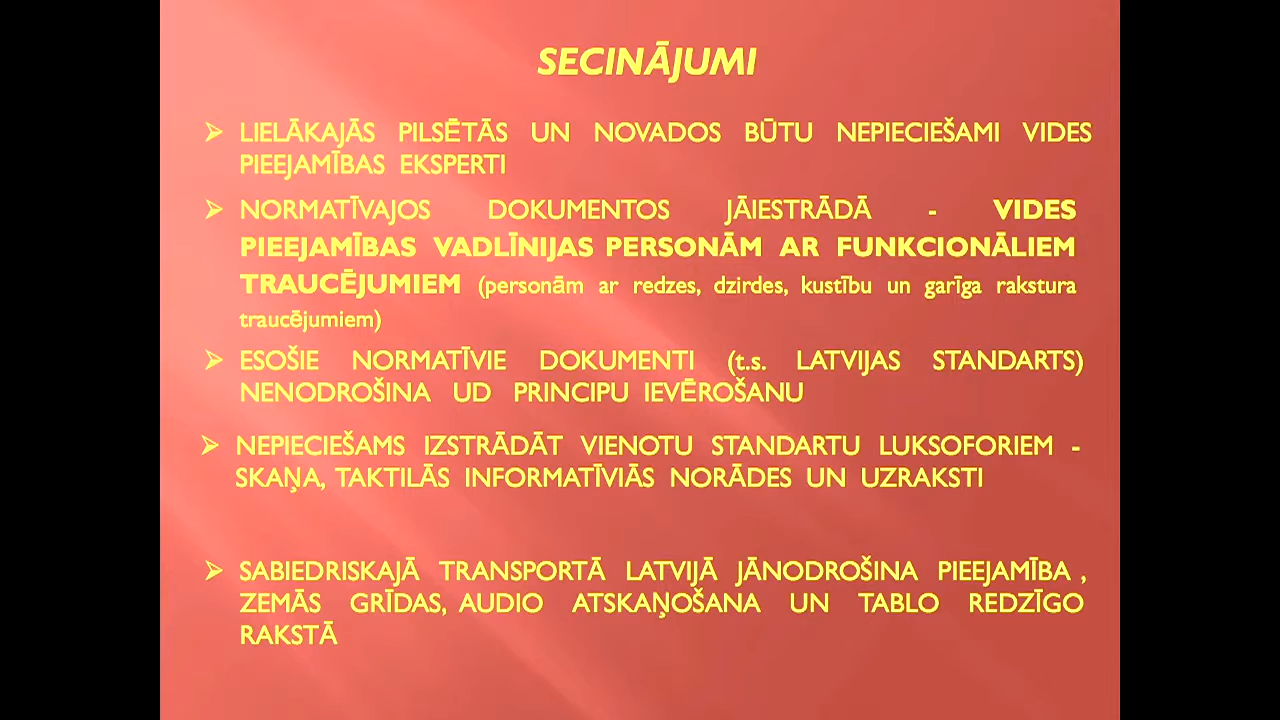 SECINĀJUMI
➢ LIELĀKAJĀS PILSĒTĀS UN NOVADOS BŪTU NEPIECIEŠAMI VIDES
PIEEJAMĪBAS EKSPERTI
➢ NORMATĪVAJOS DOKUMENTOS JĀIESTRĀDĀ - VIDES
PIEEJAMĪBAS VADLĪNIJAS PERSONĀM AR FUNKCIONĀLIEM
TRAUCĒJUMIEM (personām ar redzes, dzirdes, kustību un garīga rakstura
traucējumiem)
➢ ESOŠIE NORMATĪVIE DOKUMENTI (t.s. LATVIJAS STANDARTS)
NENODROŠINA UD PRINCIPU IEVĒROŠANU
➢ NEPIECIEŠAMS IZSTRĀDĀT VIENOTU STANDARTU LUKSOFORIEM -
SKAŅA, TAKTILĀS INFORMATĪVIĀS NORĀDES UN UZRAKSTI
➢ SABIEDRISKAJĀ TRANSPORTĀ LATVIJĀ JĀNODROŠINA PIEEJAMĪBA ,
ZEMĀS GRĪDAS, AUDIO ATSKAŅOŠANA UN TABLO REDZĪGO
RAKSTĀ